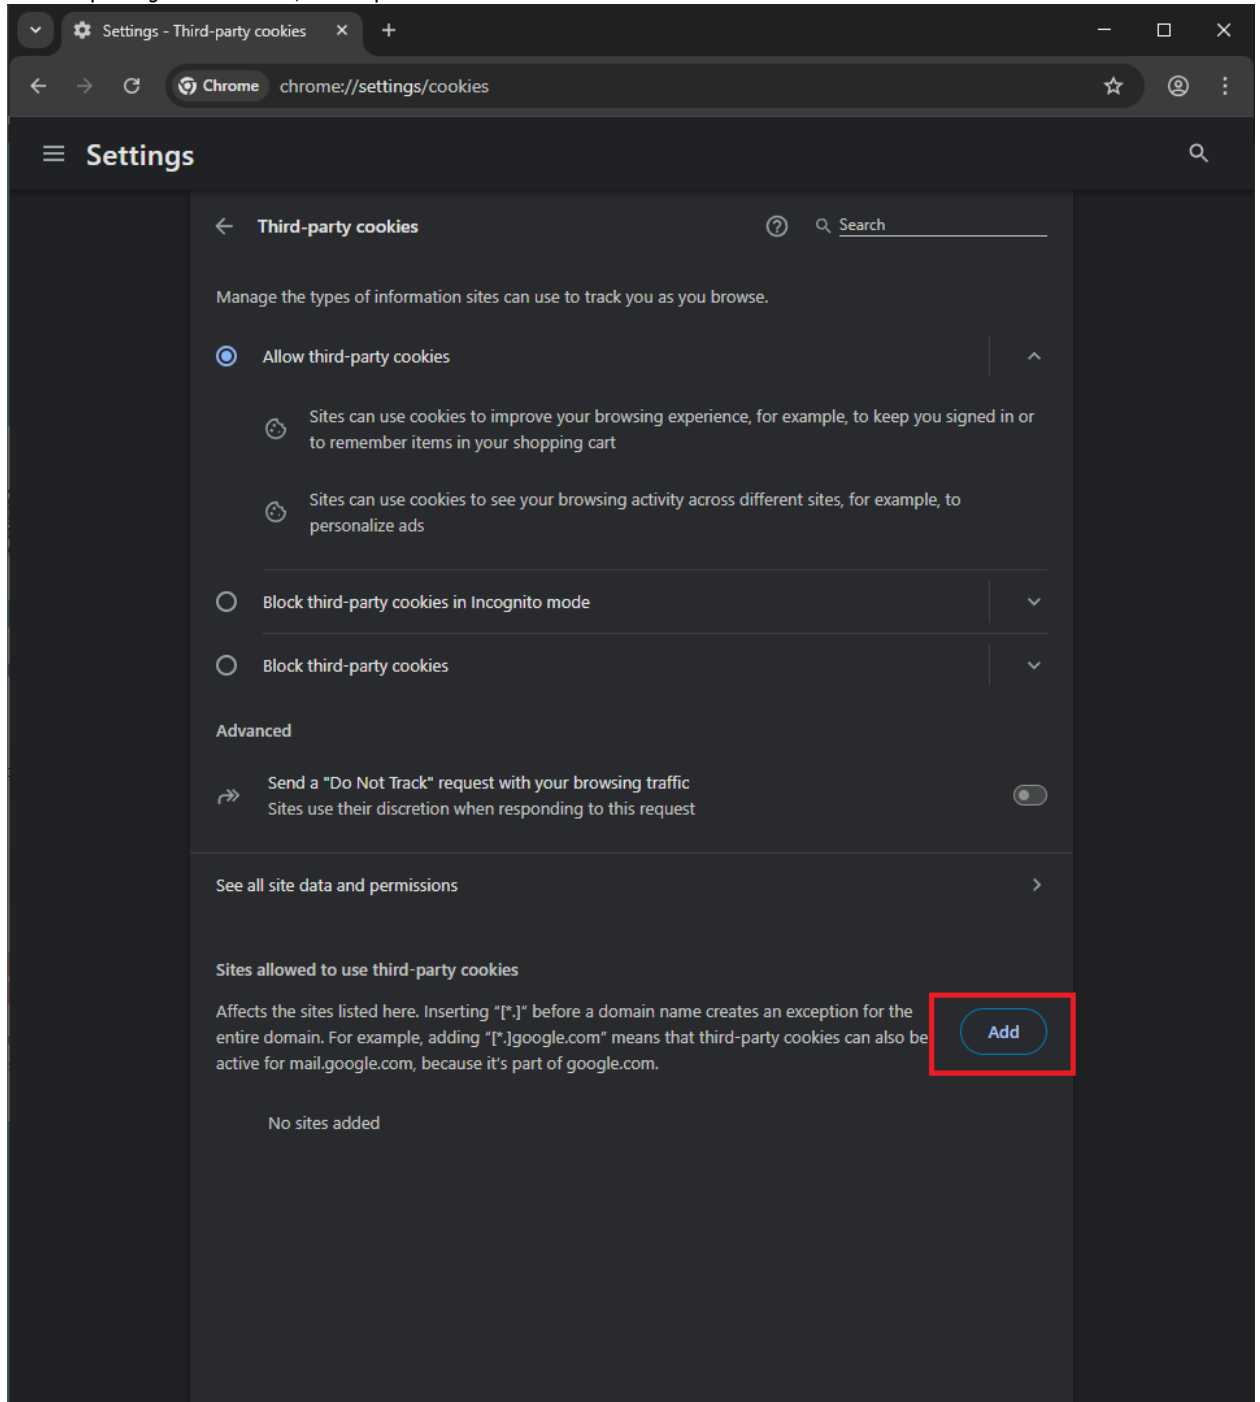 Settings - Third-party cookies
Chrome chrome://settings/cookies
Settings
Third-party cookies
Search
Manage the types of information sites can use to track you as you browse.
Allow third-party cookies
Sites can use cookies to improve your browsing experience, for example, to keep you signed in or
to remember items in your shopping cart
Sites can use cookies to see your browsing activity across different sites, for example, to
personalize ads
Block third-party cookies in Incognito mode
Block third-party cookies
Advanced
Send a "Do Not Track" request with your browsing traffic
Sites use their discretion when responding to this request
See all site data and permissions
Sites allowed to use third-party cookies
Affects the sites listed here. Inserting “[*.]” before a domain name creates an exception for the
entire domain. For example, adding “[*.]google.com” means that third-party cookies can also be
active for mail.google.com, because it's part of google.com.
Add
No sites added